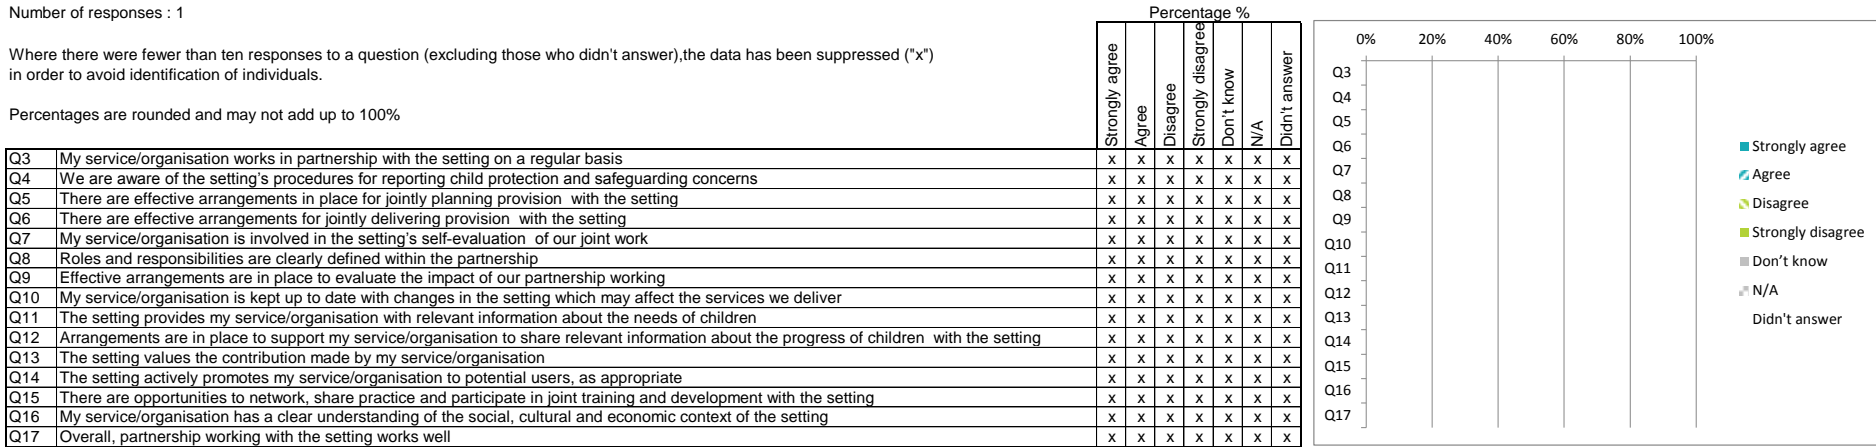 Number of responses : 1
Percentage %
Where there were fewer than ten responses to a question (excluding those who didn't answer),the data has been suppressed ("x")
in order to avoid identification of individuals.
Percentages are rounded and may not add up to 100%
Strongly agree
Agree
Disagree
Strongly disagree
Don't know
N/A
Didn't answer
Q3 My service/organisation works in partnership with the setting on a regular basis x x x x x x x
Q4 We are aware of the setting's procedures for reporting child protection and safeguarding concerns x x x x x x x
Q5 There are effective arrangements in place for jointly planning provision with the setting x x x x x x x
Q6 There are effective arrangements for jointly delivering provision with the setting x x x x x x x
Q7 My service/organisation is involved in the setting's self-evaluation of our joint work x x x x x x x
Q8 Roles and responsibilities are clearly defined within the partnership x x x x x x x
Q9 Effective arrangements are in place to evaluate the impact of our partnership working x x x x x x x
Q10 My service/organisation is kept up to date with changes in the setting which may affect the services we deliver x x x x x x x
Q11 The setting provides my service/organisation with relevant information about the needs of children x x x x x x x
Q12 Arrangements are in place to support my service/organisation to share relevant information about the progress of children with the setting x x x x x x x
Q13 The setting values the contribution made by my service/organisation x x x x x x x
Q14 The setting actively promotes my service/organisation to potential users, as appropriate x x x x x x x
Q15 There are opportunities to network, share practice and participate in joint training and development with the setting x x x x x x x
Q16 My service/organisation has a clear understanding of the social, cultural and economic context of the setting x x x x x x x
Q17 Overall, partnership working with the setting works well x x x x x x x
0% 20% 40% 60% 80% 100%
Q3
Q4
Q5
Q6
Q7
Q8
Q9
Q10
Q11
Q12
Q13
Q14
Q15
Q16
Q17
Strongly agree
Agree
Disagree
Strongly disagree
Don't know
N/A
Didn't answer